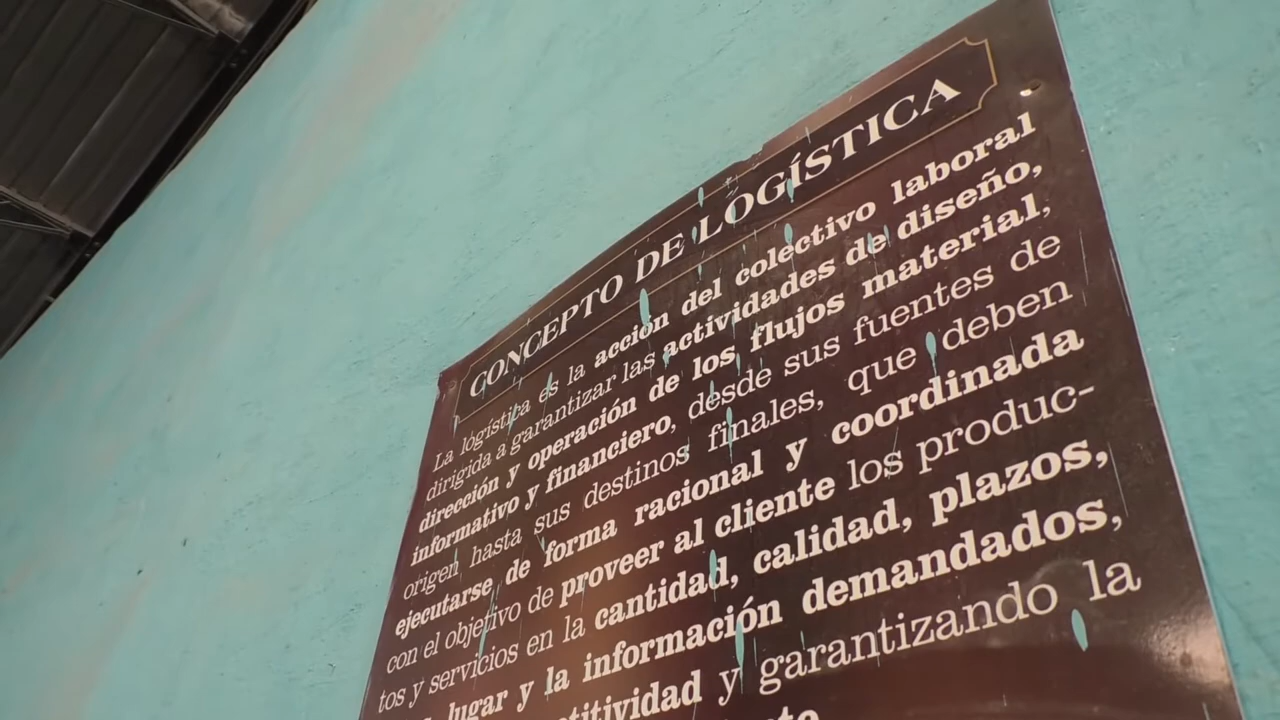 CONCEPTO DE LOGÍSTICA
La lógística es la acción del colectivo laboral
dirigida a garantizar las actividades de diseño,
dirección y operación de los flujos material,
informativo y financiero, desde sus fuentes de
origen hasta sus destinos finales, que deben
ejecutarse de forma racional y coordinada
con el objetivo de proveer al cliente los produc-
tos y servicios en la cantidad, calidad, plazos,
lugar y la información demandados,
y garantizando la